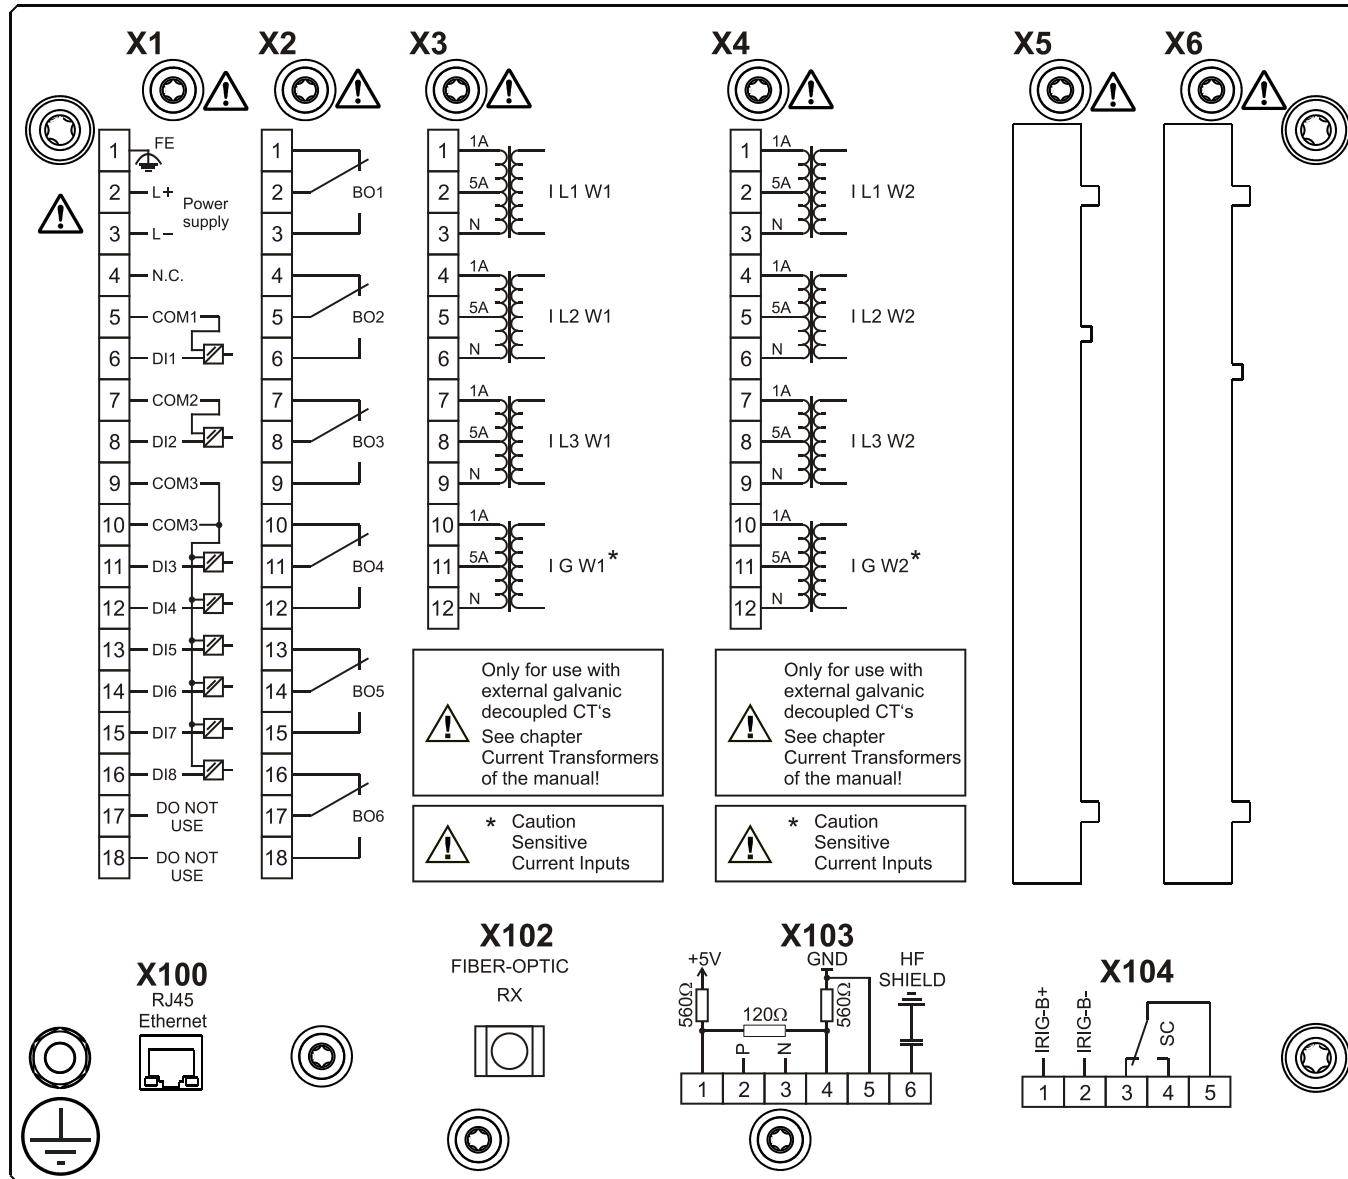 X1
1 FE
2 L+
Power
supply
3 L−
4 N.C.
5 COM1
6 DI1
7 COM2
8 DI2
9 COM3
10 COM3
11 DI3
12 DI4
13 DI5
14 DI6
15 DI7
16 DI8
17 DO NOT
USE
18 DO NOT
USE
X2
1
2 BO1
3
4
5 BO2
6
7
8 BO3
9
10
11 BO4
12
13
14 BO5
15
16
17 BO6
18
X3
1 1A
2 5A I L1 W1
3 N
4 1A
5 5A I L2 W1
6 N
7 1A
8 5A I L3 W1
9 N
10 1A
11 5A I G W1*
12 N
Only for use with
external galvanic
decoupled CT‘s
See chapter
Current Transformers
of the manual!
* Caution
Sensitive
Current Inputs
X4
1 1A
2 5A I L1 W2
3 N
4 1A
5 5A I L2 W2
6 N
7 1A
8 5A I L3 W2
9 N
10 1A
11 5A I G W2*
12 N
Only for use with
external galvanic
decoupled CT‘s
See chapter
Current Transformers
of the manual!
* Caution
Sensitive
Current Inputs
X5
X6
X100
RJ45
Ethernet
X102
FIBER-OPTIC
RX
X103
+5V GND HF
SHIELD
560Ω 120Ω 560Ω
P N
1 2 3 4 5 6
X104
IRIG-B+ IRIG-B- SC
1 2 3 4 5